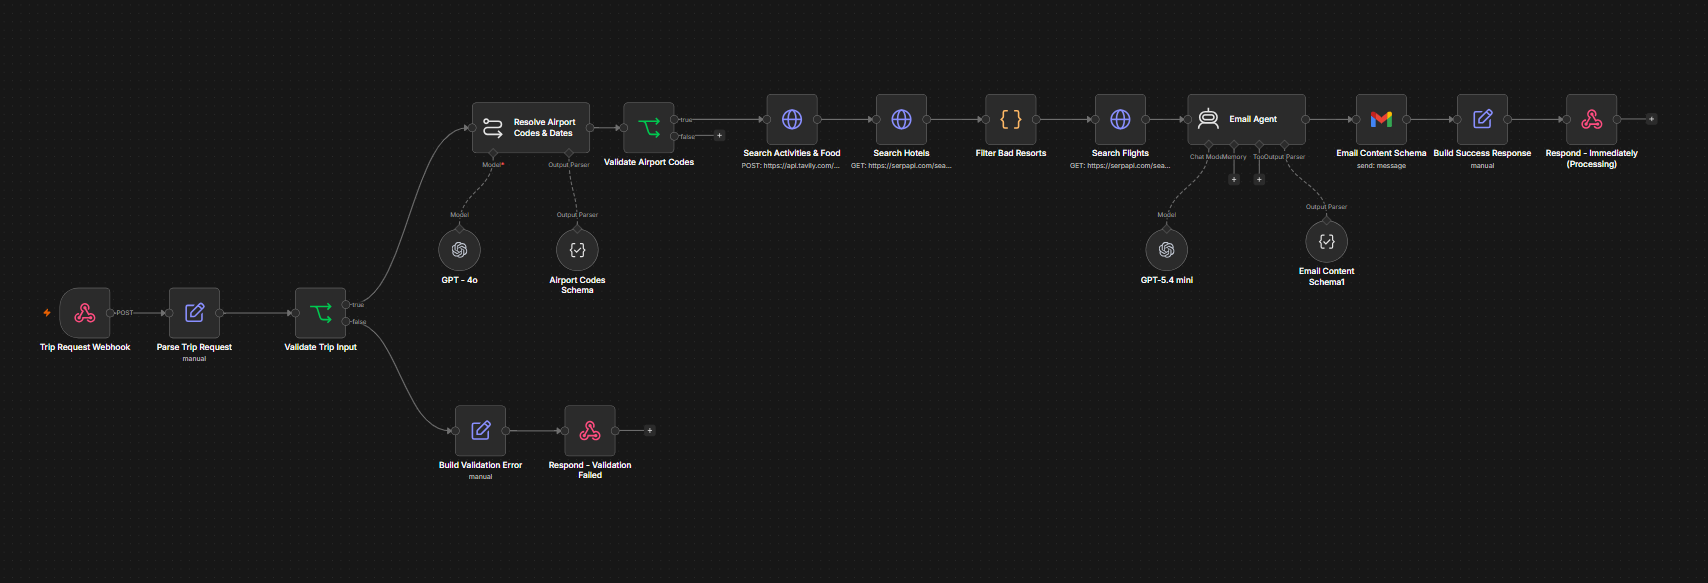 Resolve Airport
Codes & Dates
Model*
Output Parser
true
false
+
Validate Airport Codes
Search Activities & Food
POST: https://api.tavily.com/...
Search Hotels
GET: https://serpapi.com/sea...
Filter Bad Resorts
Search Flights
GET: https://serpapi.com/sea...
Email Agent
Memory
Output Parser
+
+
Email Content Schema
send: message
Build Success Response
manual
Respond - Immediately
(Processing)
+
Model
GPT - 4o
Output Parser
Airport Codes
Schema
Model
GPT-5.4 mini
Output Parser
Email Content
Schema1
Trip Request Webhook
POST
Parse Trip Request
manual
true
false
Validate Trip Input
Build Validation Error
manual
Respond - Validation
Failed
+